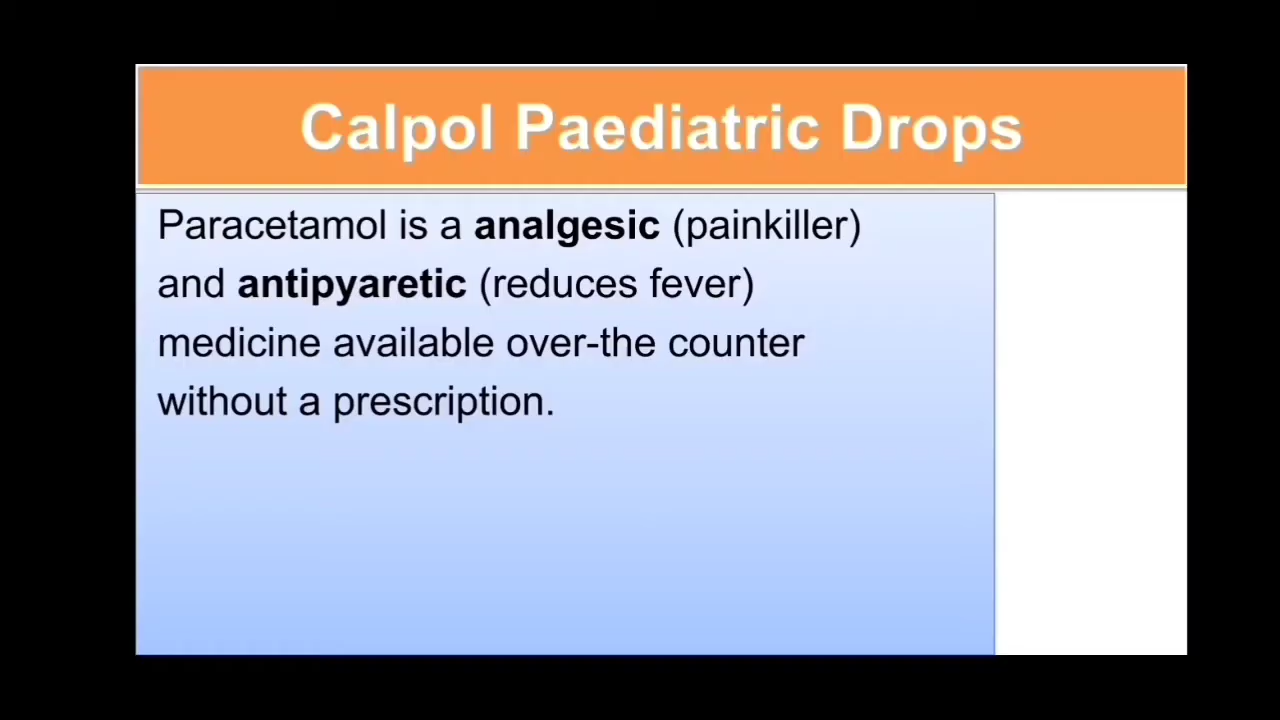 Calpol Paediatric Drops
Paracetamol is a analgesic (painkiller)
and antipyaretic (reduces fever)
medicine available over-the counter
without a prescription.